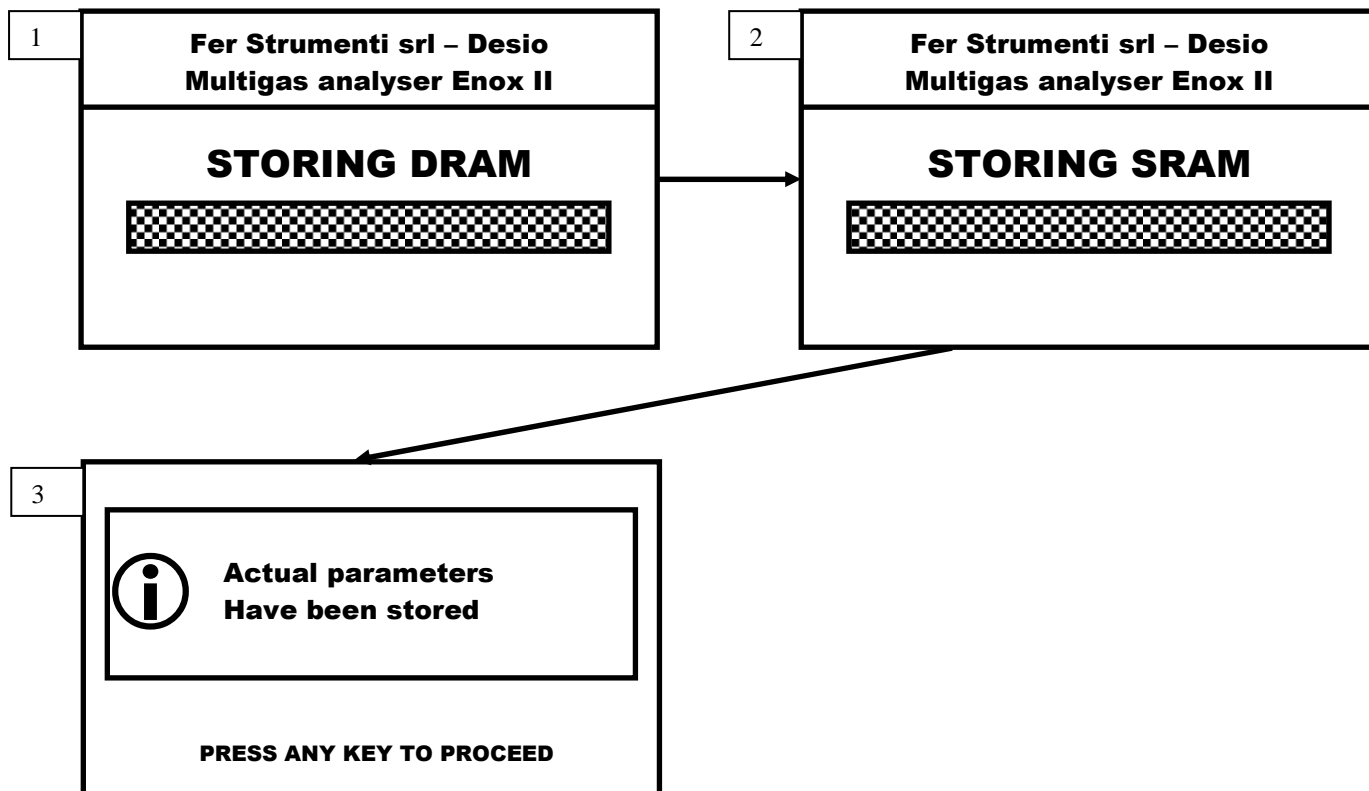 1
Fer Strumenti srl – Desio
Multigas analyser Enox II
STORING DRAM
2
Fer Strumenti srl – Desio
Multigas analyser Enox II
STORING SRAM
3
Actual parameters
Have been stored
PRESS ANY KEY TO PROCEED